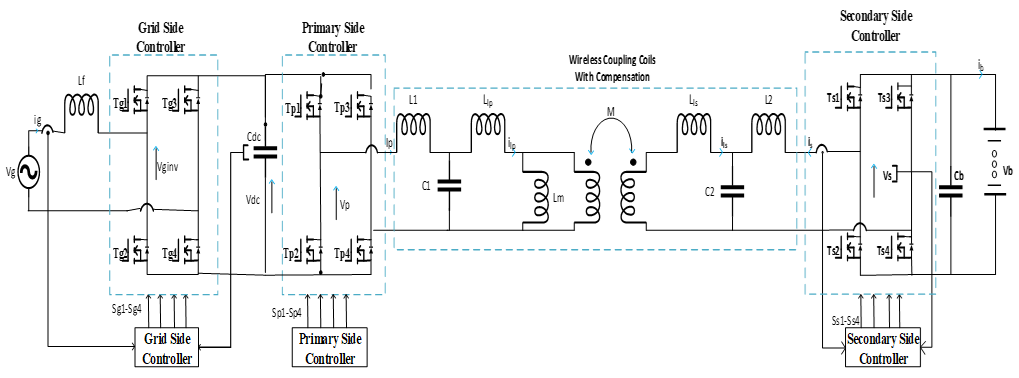 Grid Side
Controller
Primary Side
Controller
Wireless Coupling Coils
With Compensation
Secondary Side
Controller
Lf
Tg1
Tg3
ig
Vg
Vginv
Cdc
Vdc
Tg2
Tg4
Tp1
Tp3
Vp
Tp2
Tp4
Ip
L1
Llp
ilp
C1
Lm
M
Lls
L2
ils
C2
is
Ts1
Ts3
Vs
Ts2
Ts4
Cb
ib
Vb
Sg1-Sg4
Sp1-Sp4
Ss1-Ss4
Grid Side
Controller
Primary Side
Controller
Secondary Side
Controller